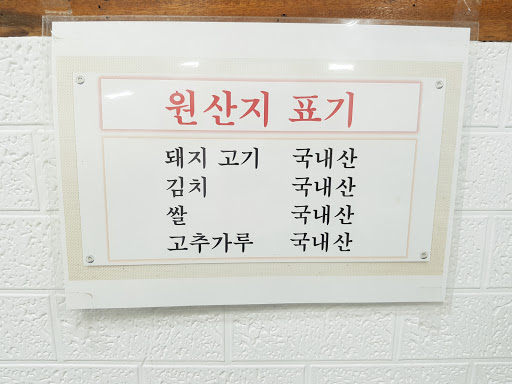 원산지 표기
돼지 고기 국내산
김치 국내산
쌀 국내산
고추가루 국내산